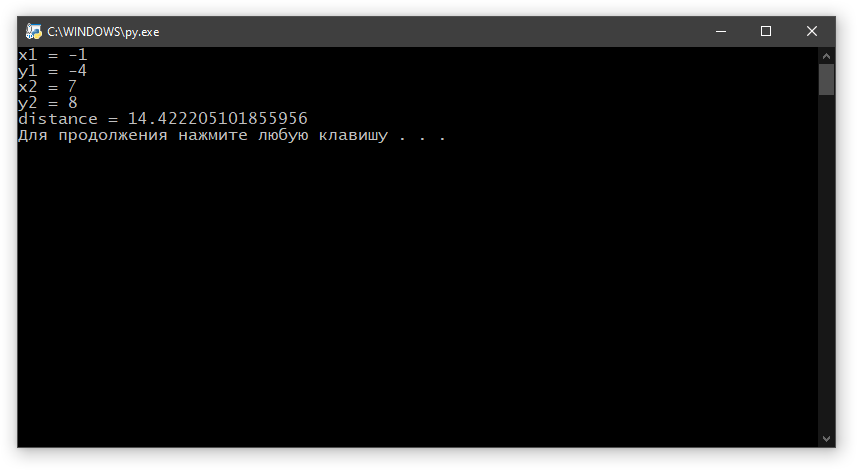 C:\WINDOWS\py.exe
x1 = -1
y1 = -4
x2 = 7
y2 = 8
distance = 14.422205101855956
Для продолжения нажмите любую клавишу . . .